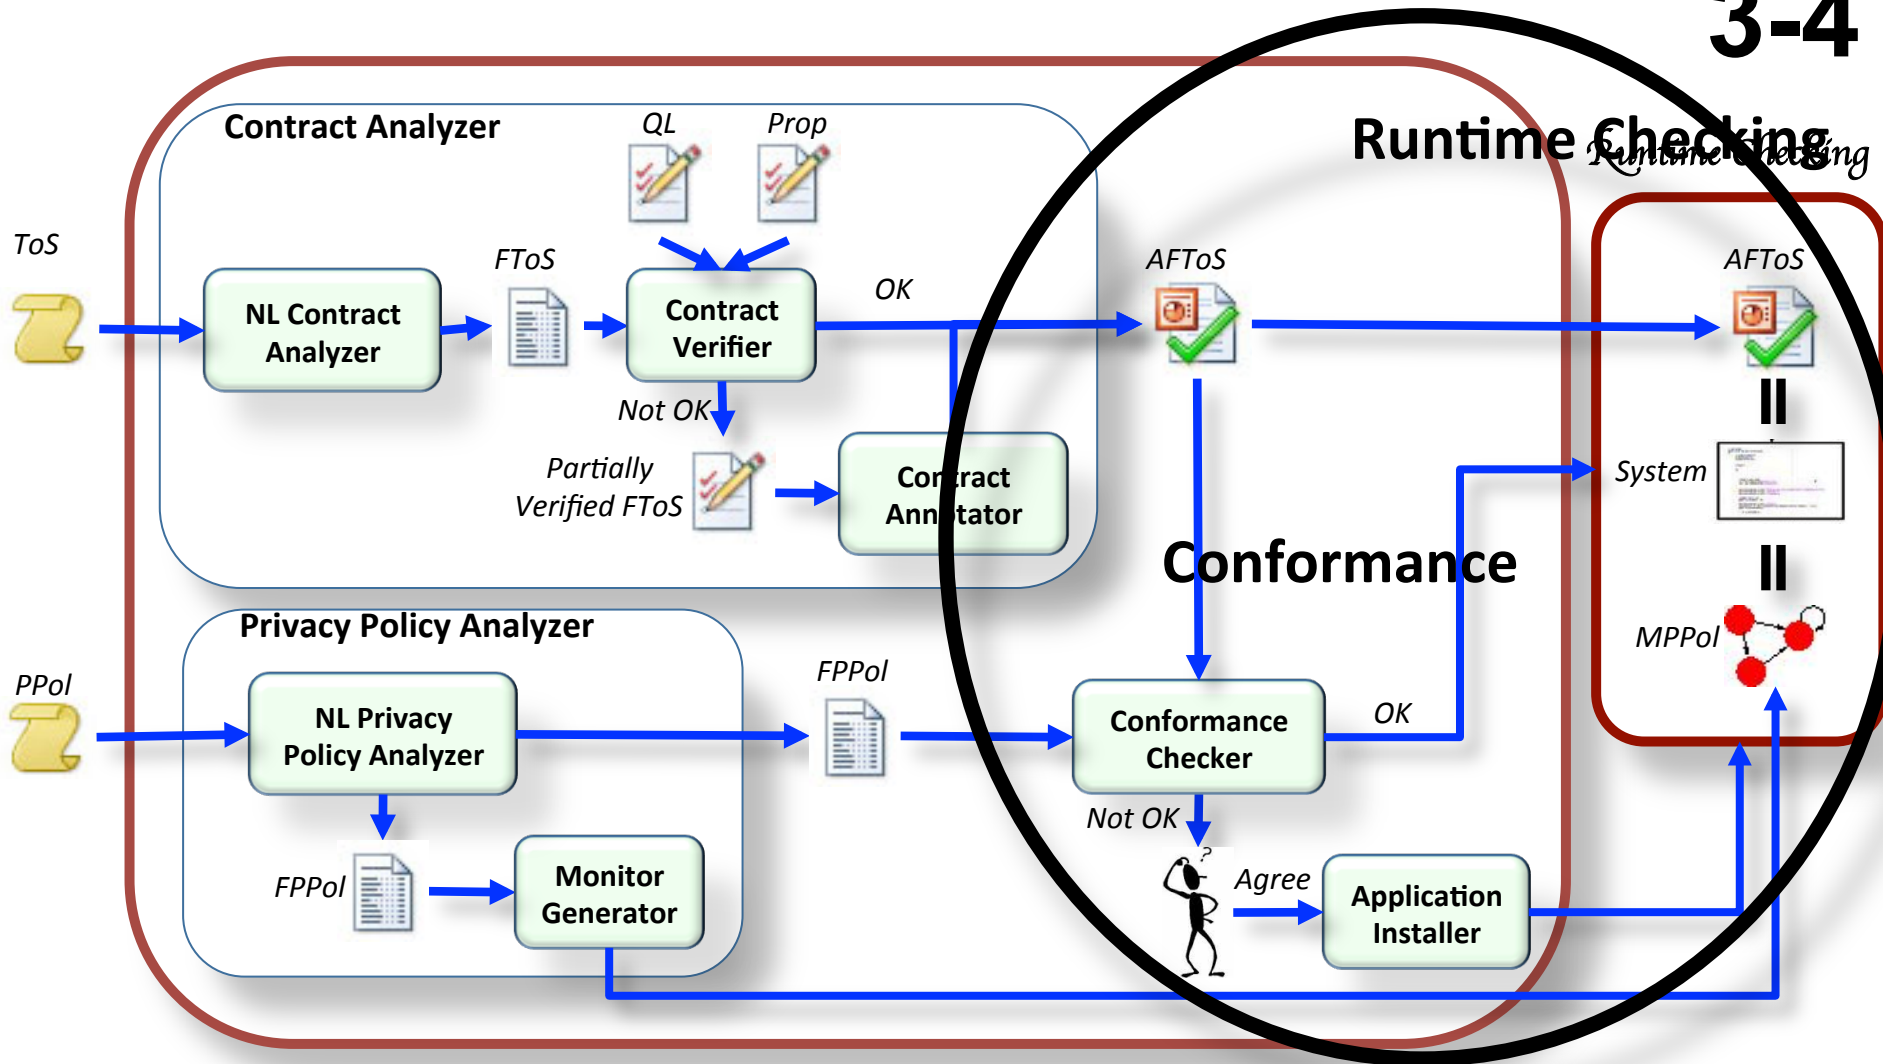 3-4
Runtime Checking
Runtime Checking
Contract Analyzer
QL
Prop
ToS
FToS
OK
AFToS
AFToS
NL Contract
Analyzer
Contract
Verifier
Not OK
Partially
Verified FToS
Contract
Annotator
System
Conformance
Privacy Policy Analyzer
MPPol
PPol
FPPol
NL Privacy
Policy Analyzer
Conformance
Checker
OK
Not OK
FPPol
Monitor
Generator
?
Agree
Application
Installer